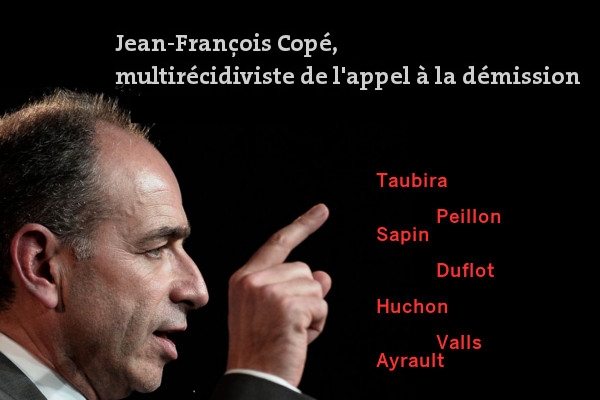 Jean-François Copé,
multirécidiviste de l'appel à la démission
Taubira
Peillon
Sapin
Duflot
Huchon
Valls
Ayrault